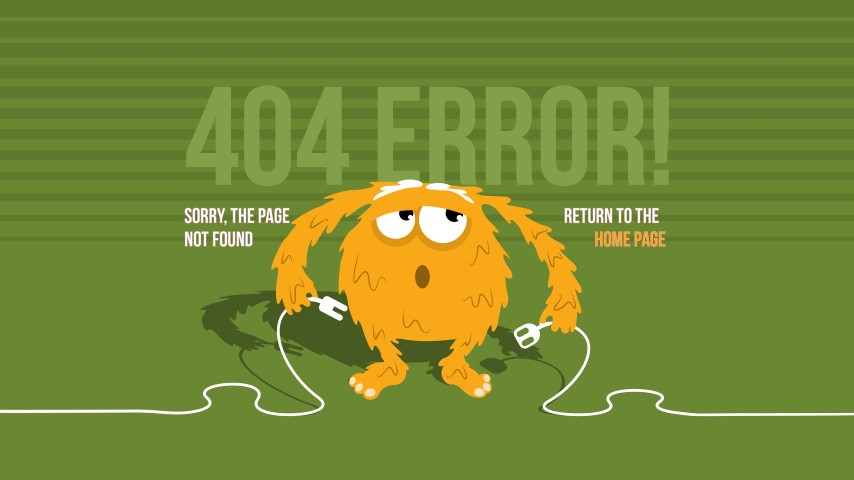 404 ERROR!
SORRY, THE PAGE
NOT FOUND
RETURN TO THE
HOME PAGE